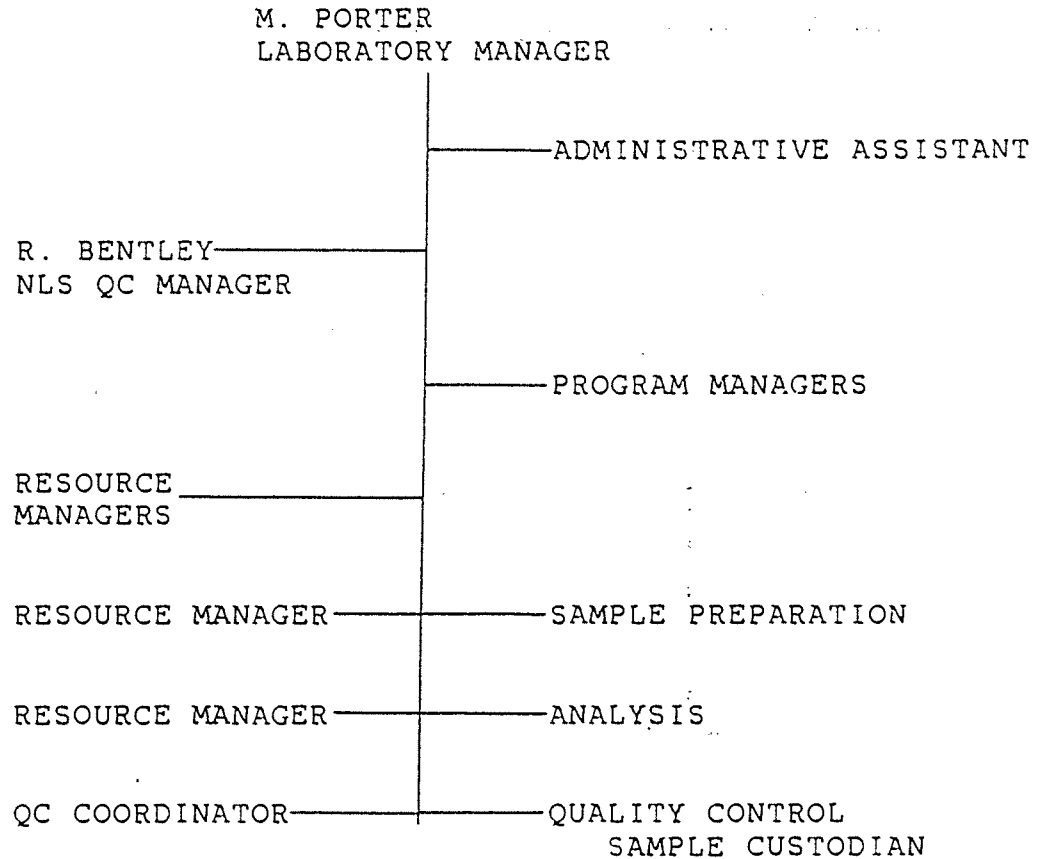 M. PORTER
LABORATORY MANAGER
ADMINISTRATIVE ASSISTANT
R. BENTLEY
NLS QC MANAGER
PROGRAM MANAGERS
RESOURCE
MANAGERS
RESOURCE MANAGER SAMPLE PREPARATION
RESOURCE MANAGER ANALYSIS
QC COORDINATOR QUALITY CONTROL
SAMPLE CUSTODIAN